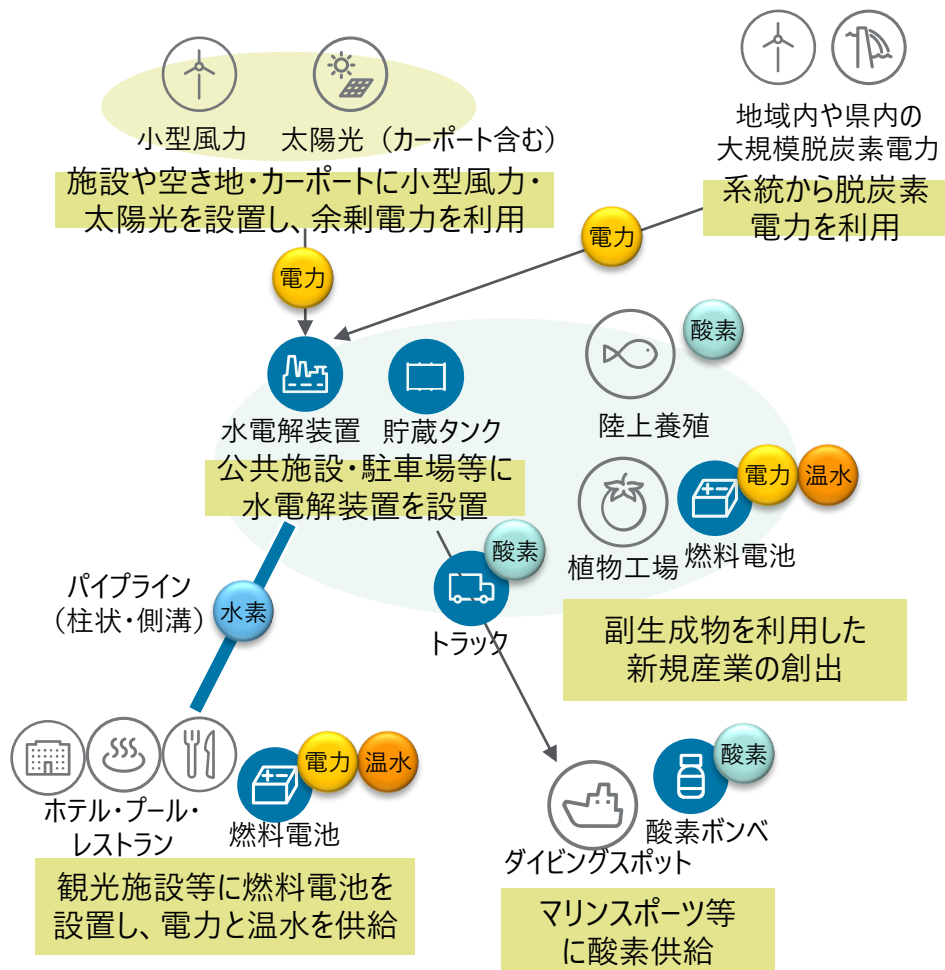 小型風力
太陽光（カーポート含む）
施設や空き地・カーポートに小型風力・
太陽光を設置し、余剰電力を利用
地域内や県内の
大規模脱炭素電力
系統から脱炭素
電力を利用
電力
電力
酸素
水電解装置
貯蔵タンク
公共施設・駐車場等に
水電解装置を設置
陸上養殖
電力
温水
植物工場
燃料電池
酸素
トラック
パイプライン
（柱状・側溝）
水素
副生成物を利用した
新規産業の創出
ホテル・プール・
レストラン
電力
温水
燃料電池
観光施設等に燃料電池を
設置し、電力と温水を供給
酸素
酸素ボンベ
ダイビングスポット
マリンスポーツ等
に酸素供給